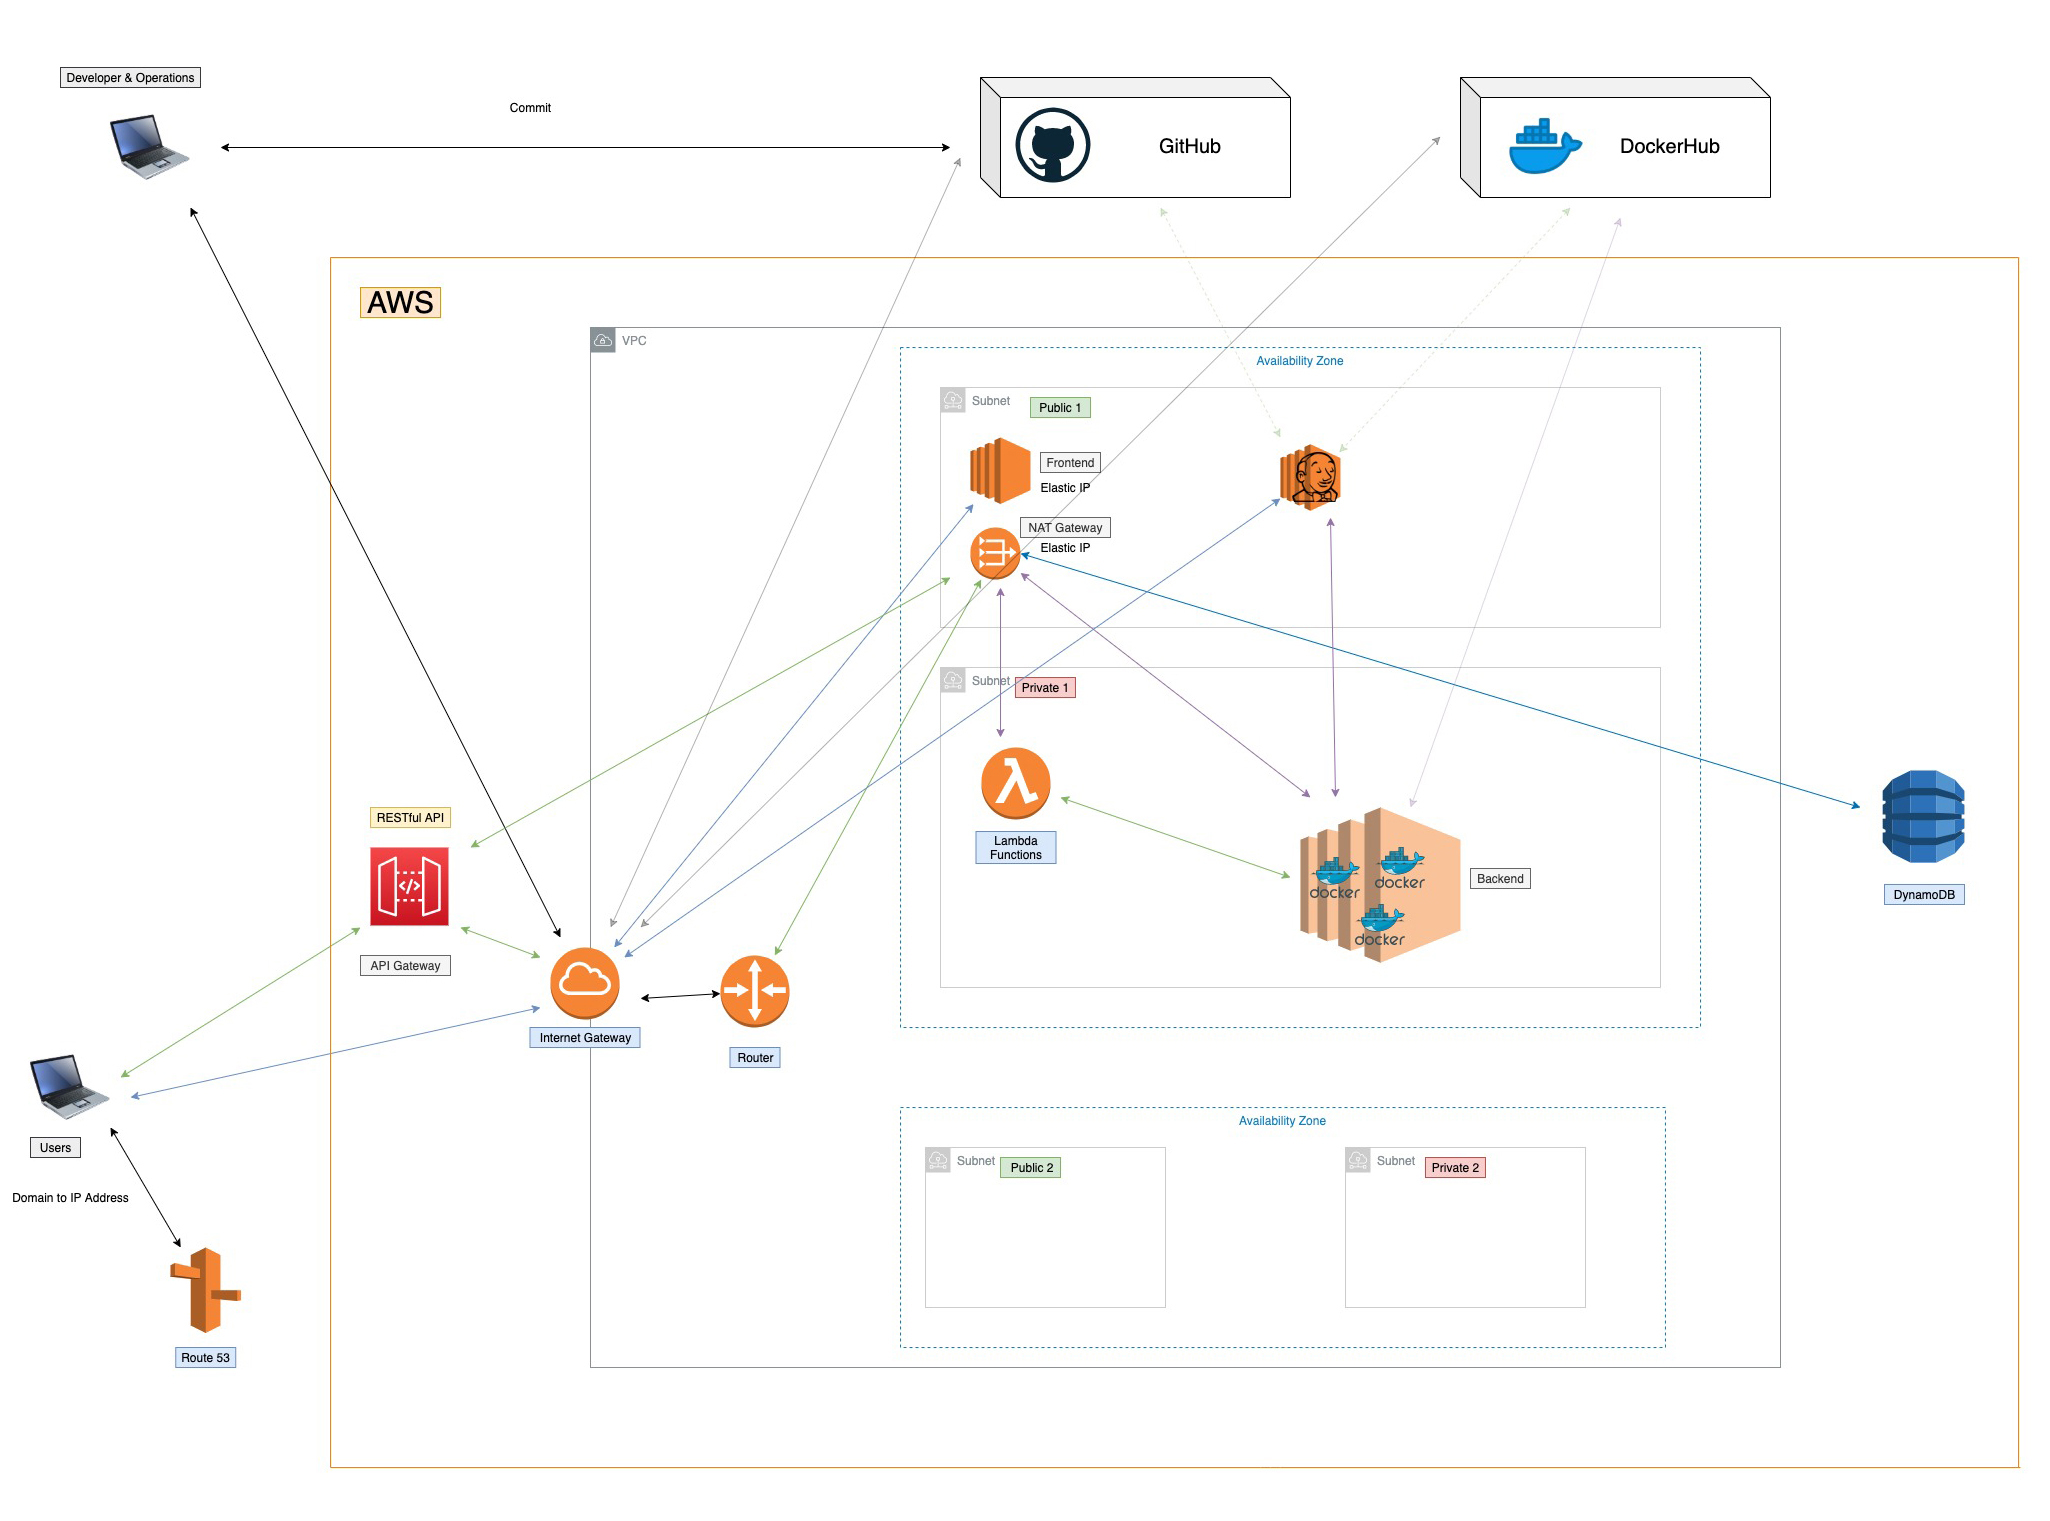 Developer & Operations
Commit
GitHub
DockerHub
AWS
VPC
Availability Zone
Subnet
Public 1
Frontend
Elastic IP
NAT Gateway
Elastic IP
Subnet
Private 1
Lambda
Functions
docker
docker
docker
Backend
DynamoDB
RESTful API
API Gateway
Internet Gateway
Router
Users
Domain to IP Address
Route 53
Availability Zone
Subnet
Public 2
Subnet
Private 2